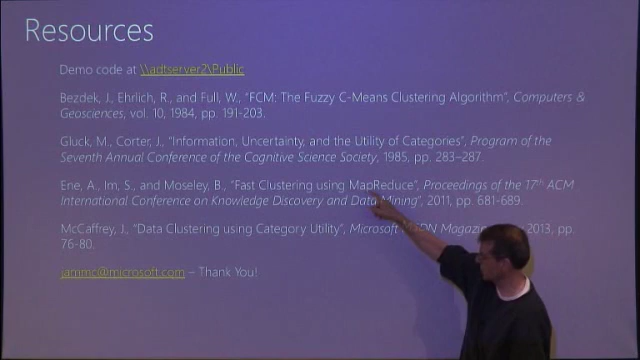 Resources
Demo code at \\adtserver2\Public
Bezdek, J., Ehrlich, R., and Full, W., "FCM: The Fuzzy C-Means Clustering Algorithm", Computers &
Geosciences, vol. 10, 1984, pp. 191-203.
Gluck, M., Corter, J., "Information, Uncertainty, and the Utility of Categories", Program of the
Seventh Annual Conference of the Cognitive Science Society, 1985, pp. 283–287.
Ene, A., Im, S., and Moseley, B., "Fast Clustering using MapReduce", Proceedings of the 17th ACM
International Conference on Knowledge Discovery and Data Mining", 2011, pp. 681-689.
McCaffrey, J., "Data Clustering using Category Utility", Microsoft Magazine 2013, pp.
76-80.
jammc@microsoft.com – Thank You!